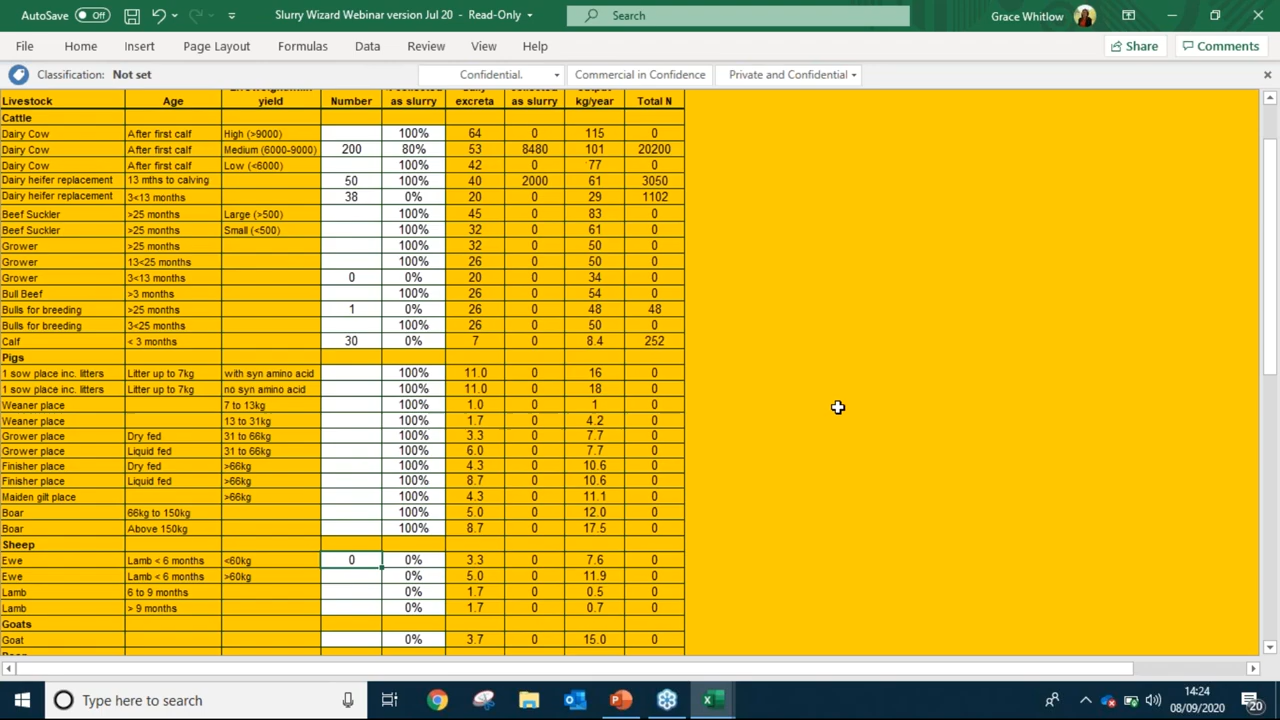 AutoSave Off Slurry Wizard Webinar version Jul 20 - Read-Only Search Grace Whitlow
File Home Insert Page Layout Formulas Data Review View Help Share Comments
Classification: Not set Confidential. Commercial in Confidence Private and Confidential
Livestock Age yield Number as slurry excreta as slurry kg/year Total N
Cattle
Dairy Cow After first calf High (>9000) 100% 64 0 115 0
Dairy Cow After first calf Medium (6000-9000) 200 80% 53 8480 101 20200
Dairy Cow After first calf Low (<6000) 100% 42 0 77 0
Dairy heifer replacement 13 mths to calving 50 100% 40 2000 61 3050
Dairy heifer replacement 3<13 months 38 0% 20 0 29 1102
Beef Suckler >25 months Large (>500) 100% 45 0 83 0
Beef Suckler >25 months Small (<500) 100% 32 0 61 0
Grower >25 months 100% 32 0 50 0
Grower 13<25 months 100% 26 0 50 0
Grower 3<13 months 0 0% 20 0 34 0
Bull Beef >3 months 100% 26 0 54 0
Bulls for breeding >25 months 1 0% 26 0 48 48
Bulls for breeding 3<25 months 100% 26 0 50 0
Calf < 3 months 30 0% 7 0 8.4 252
Pigs
1 sow place inc. litters Litter up to 7kg with syn amino acid 100% 11.0 0 16 0
1 sow place inc. litters Litter up to 7kg no syn amino acid 100% 11.0 0 18 0
Weaner place 7 to 13kg 100% 1.0 0 1 0
Weaner place 13 to 31kg 100% 1.7 0 4.2 0
Grower place Dry fed 31 to 66kg 100% 3.3 0 7.7 0
Grower place Liquid fed 31 to 66kg 100% 6.0 0 7.7 0
Finisher place Dry fed >66kg 100% 4.3 0 10.6 0
Finisher place Liquid fed >66kg 100% 8.7 0 10.6 0
Maiden gilt place >66kg 100% 4.3 0 11.1 0
Boar 66kg to 150kg 100% 5.0 0 12.0 0
Boar Above 150kg 100% 8.7 0 17.5 0
Sheep
Ewe Lamb < 6 months <60kg 0 0% 3.3 0 7.6 0
Ewe Lamb < 6 months >60kg 0% 5.0 0 11.9 0
Lamb 6 to 9 months 0% 1.7 0 0.5 0
Lamb > 9 months 0% 1.7 0 0.7 0
Goats
Goat 0% 3.7 0 15.0 0
Type here to search 14:24
08/09/2020 20